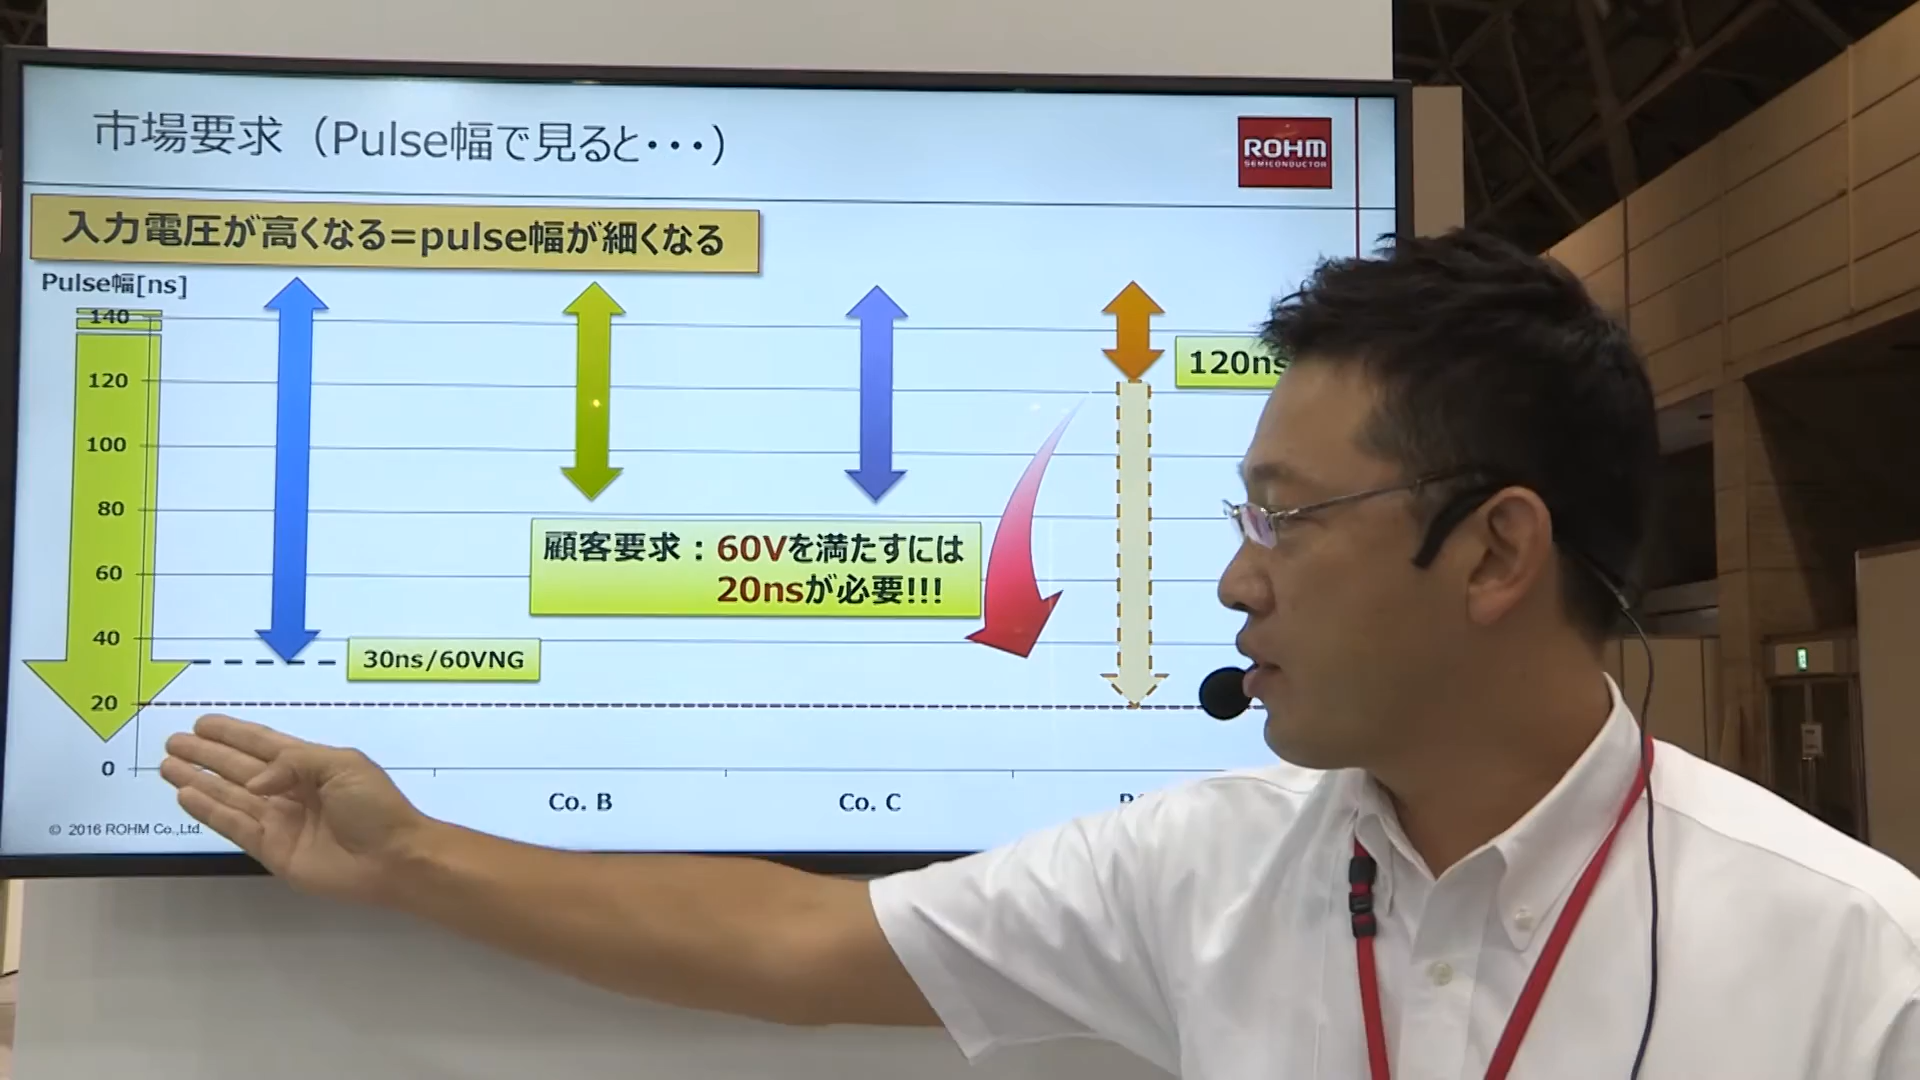 市場要求（Pulse幅で見ると・・・）
ROHM
SEMICONDUCTOR
入力電圧が高くなる=pulse幅が細くなる
Pulse幅[ns]
140
120
100
80
60
40
20
0
120ns
顧客要求：60Vを満たすには
20nsが必要!!!
30ns/60VNG
Co. B
Co. C
© 2016 ROHM Co.,Ltd.